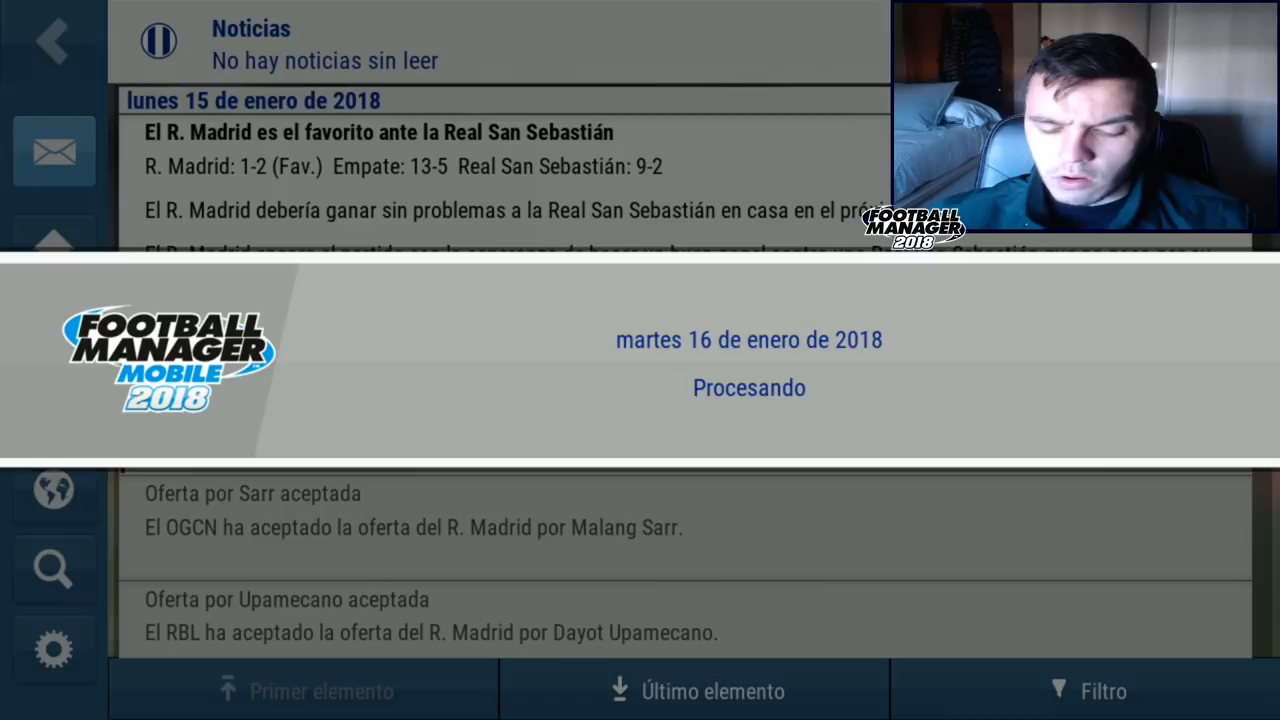 Noticias
No hay noticias sin leer
lunes 15 de enero de 2018
El R. Madrid es el favorito ante la Real San Sebastián
R. Madrid: 1-2 (Fav.) Empate: 13-5 Real San Sebastián: 9-2
El R. Madrid debería ganar sin problemas a la Real San Sebastián en casa en el
FOOTBALL
MANAGER
2018
FOOTBALL
MANAGER
MOBILE
2018
martes 16 de enero de 2018
Procesando
Oferta por Sarr aceptada
El OGCN ha aceptado la oferta del R. Madrid por Malang Sarr.
Oferta por Upamecano aceptada
El RBL ha aceptado la oferta del R. Madrid por Dayot Upamecano.
Primer elemento
Último elemento
Filtro